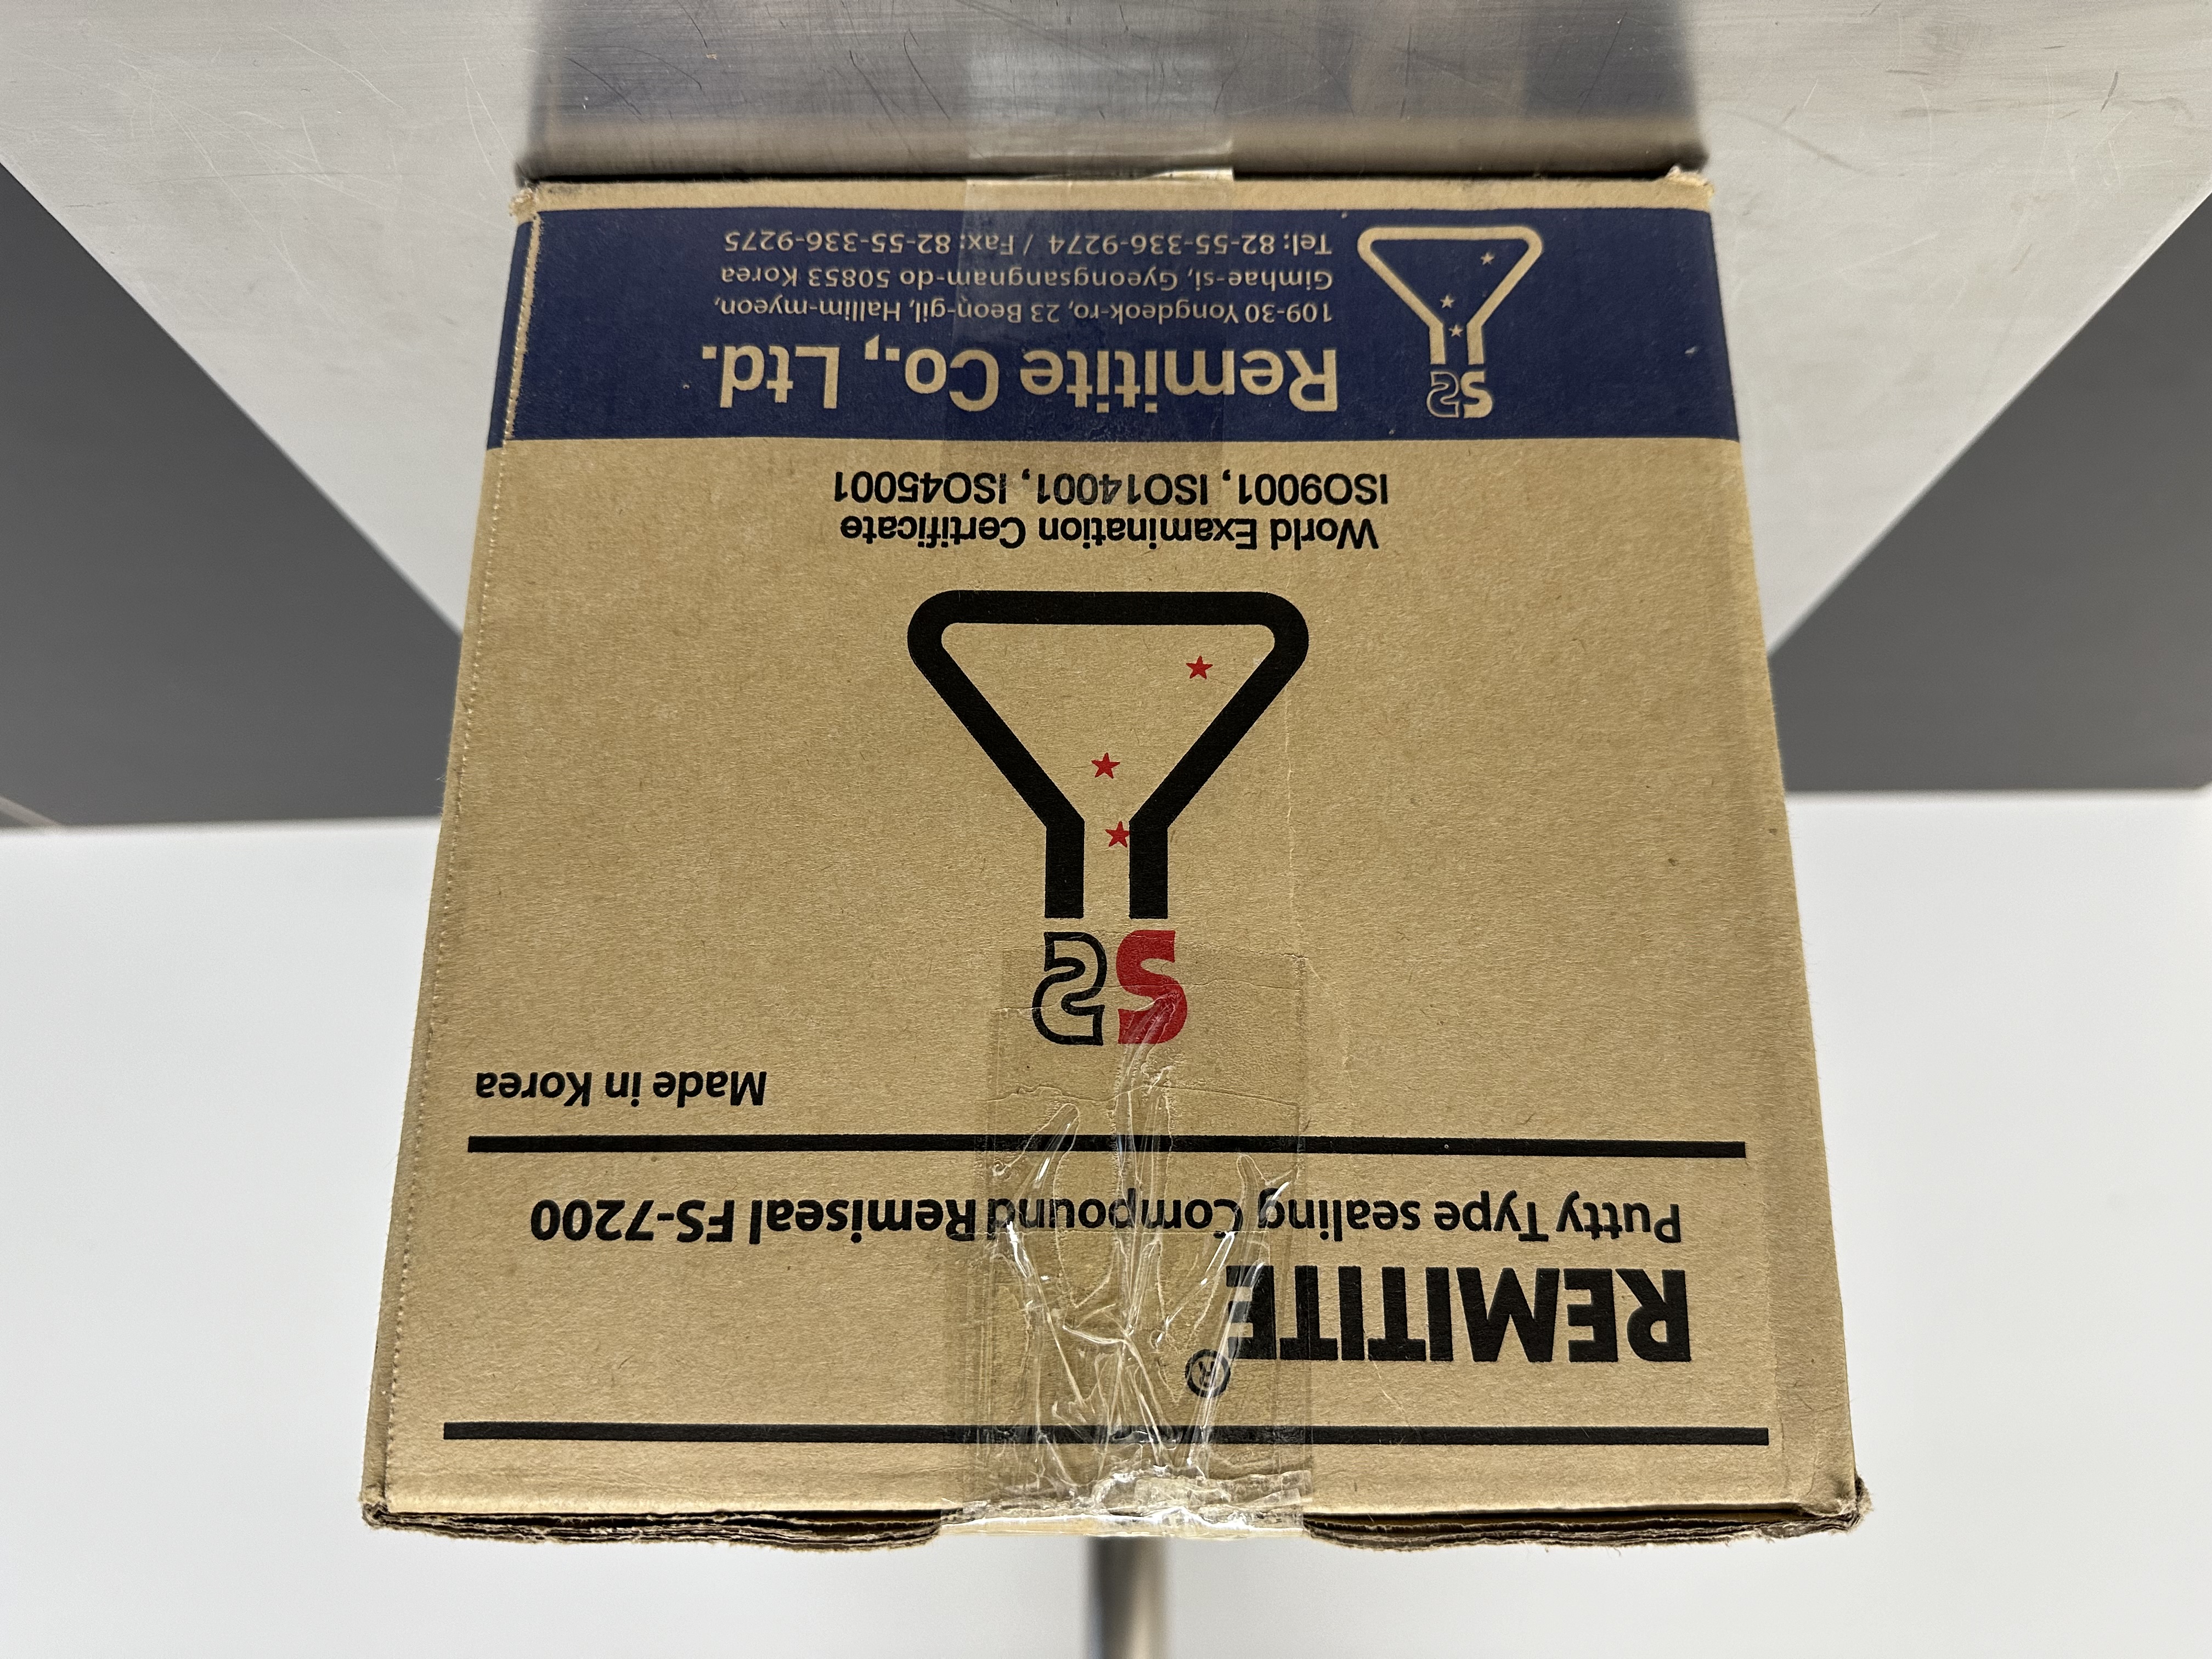 REMITITE®
Putty Type sealing Compound Remiseal FS-7200
Made in Korea
SS
World Examination Certificate
ISO9001, ISO14001, ISO45001
SS
Remitite Co., Ltd.
109-30 Yongdeok-ro, 23 Beon-gil, Hallim-myeon,
Gimhae-si, Gyeongsangnam-do 50853 Korea
Tel: 82-55-336-9274 / Fax: 82-55-336-9275